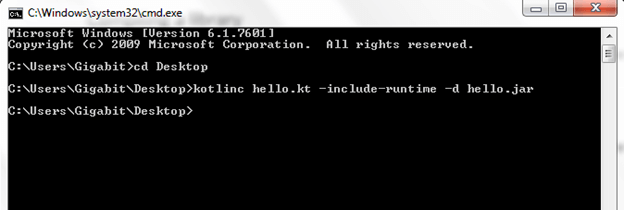 C:\Windows\system32\cmd.exe
Microsoft Windows [Version 6.1.7601]
Copyright (c) 2009 Microsoft Corporation.  All rights reserved.
C:\Users\Gigabit>cd Desktop
C:\Users\Gigabit\Desktop>kotlinc hello.kt -include-runtime -d hello.jar
C:\Users\Gigabit\Desktop>